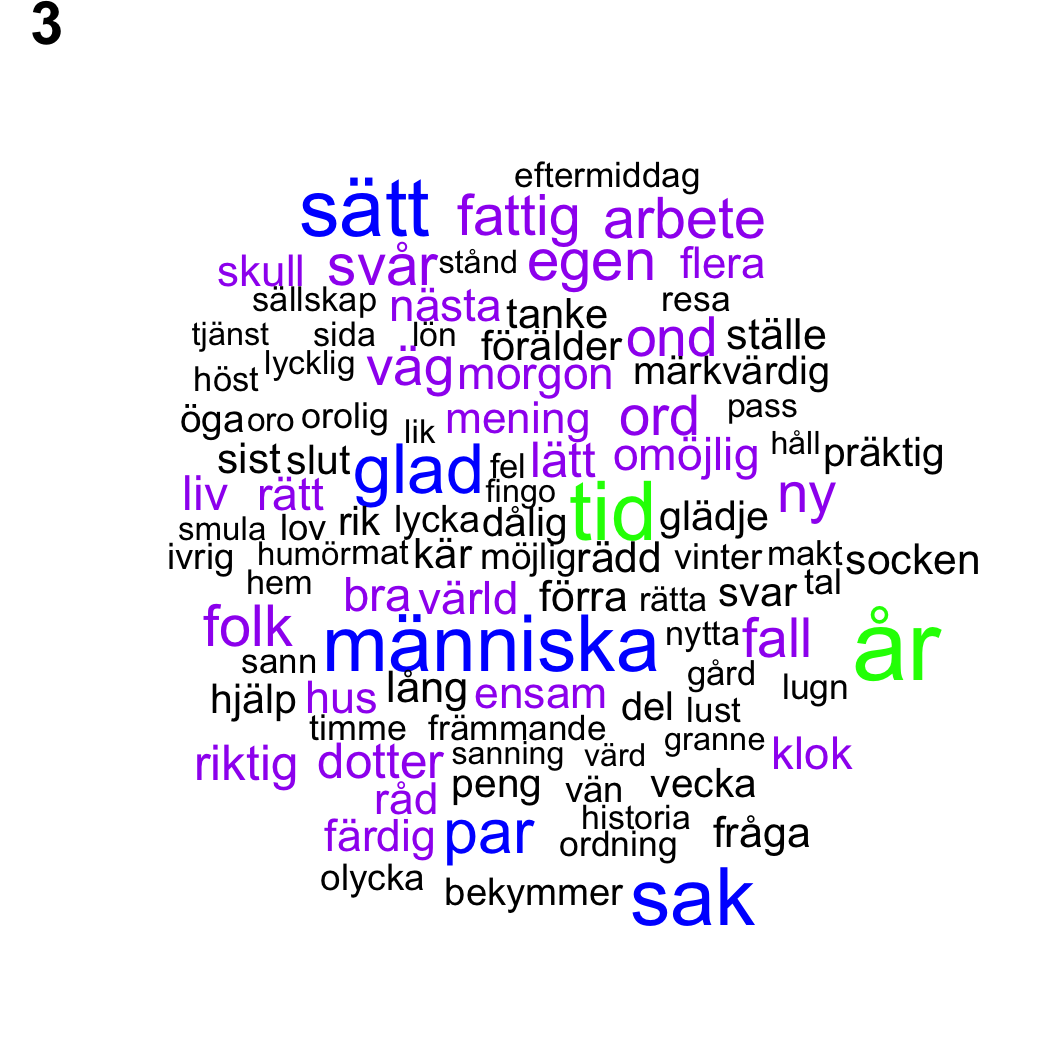 3
eftermiddag
sätt fattig arbete
skull svår stånd egen flera
sällskap nästa tanke resa
tjänst sida lön förälder ond ställe
höst lycklig väg morgon märkvärdig
öga oro orolig lik mening ord pass
sist slut glad fel lätt omöjlig håll präktig
liv rätt fingo tid ny
smula lov rik lycka dålig glädje
ivrig humör mat kär möjlig rädd vinter makt socken
hem bra värld förra rätta svar tal
folk människa nytta fall år
sann gård
hjälp hus lång ensam del lust lugn
timme främmande
riktig dotter sanning värd granne klok
råd peng vän vecka
färdig par historia fråga
ordning
olycka bekymmer sak